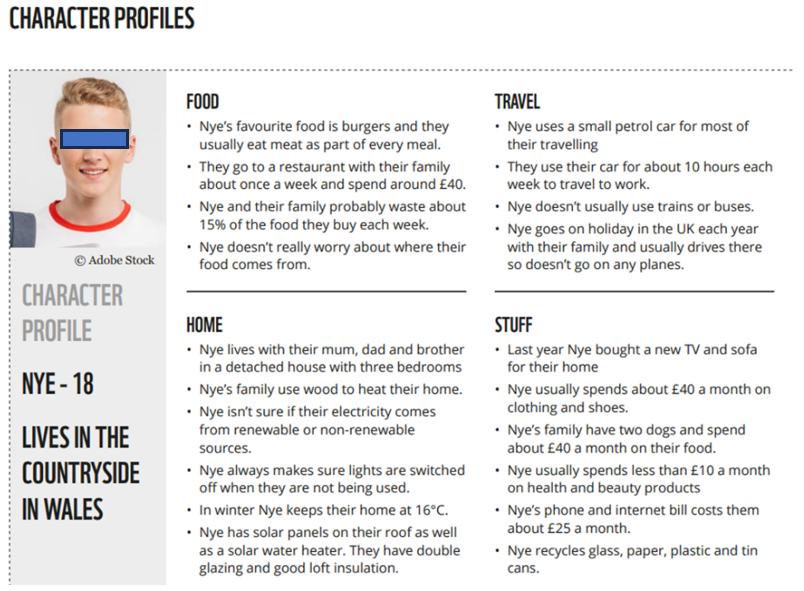 CHARACTER PROFILES
© Adobe Stock
CHARACTER
PROFILE
NYE - 18
LIVES IN THE
COUNTRYSIDE
IN WALES
FOOD
• Nye's favourite food is burgers and they
usually eat meat as part of every meal.
• They go to a restaurant with their family
about once a week and spend around £40.
• Nye and their family probably waste about
15% of the food they buy each week.
• Nye doesn't really worry about where their
food comes from.
TRAVEL
• Nye uses a small petrol car for most of
their travelling
• They use their car for about 10 hours each
week to travel to work.
• Nye doesn't usually use trains or buses.
• Nye goes on holiday in the UK each year
with their family and usually drives there
so doesn't go on any planes.
HOME
• Nye lives with their mum, dad and brother
in a detached house with three bedrooms
• Nye's family use wood to heat their home.
• Nye isn't sure if their electricity comes
from renewable or non-renewable
sources.
• Nye always makes sure lights are switched
off when they are not being used.
• In winter Nye keeps their home at 16°C.
• Nye has solar panels on their roof as well
as a solar water heater. They have double
glazing and good loft insulation.
STUFF
• Last year Nye bought a new TV and sofa
for their home
• Nye usually spends about £40 a month on
clothing and shoes.
• Nye's family have two dogs and spend
about £40 a month on their food.
• Nye usually spends less than £10 a month
on health and beauty products
• Nye's phone and internet bill costs them
about £25 a month.
• Nye recycles glass, paper, plastic and tin
cans.